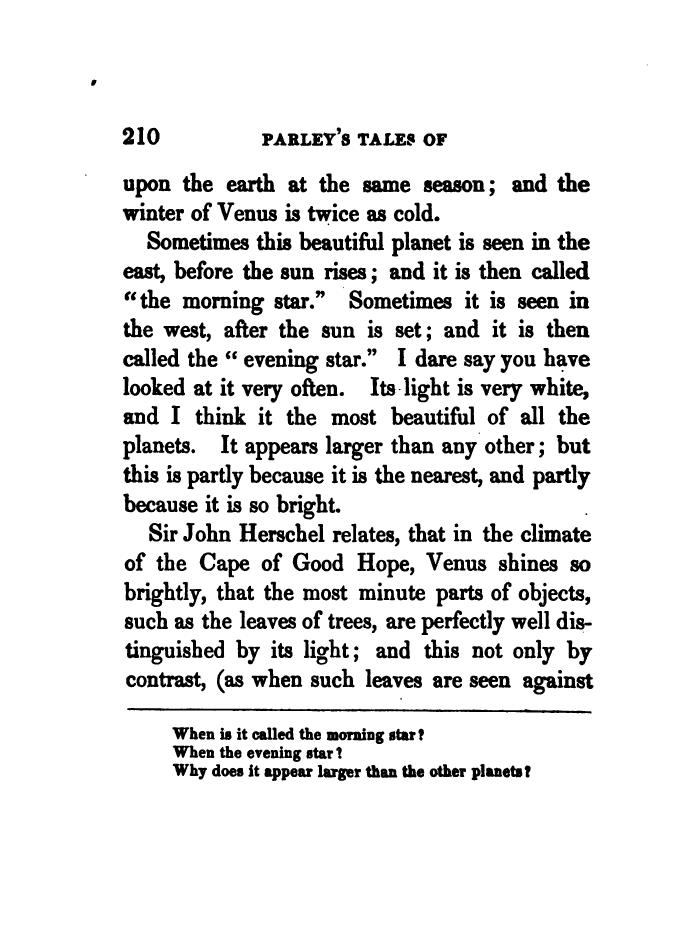 210 PARLEY'S TALES OF
upon the earth at the same season; and the
winter of Venus is twice as cold.
Sometimes this beautiful planet is seen in the
east, before the sun rises; and it is then called
"the morning star." Sometimes it is seen in
the west, after the sun is set; and it is then
called the " evening star." I dare say you have
looked at it very often. Its light is very white,
and I think it the most beautiful of all the
planets. It appears larger than any other; but
this is partly because it is the nearest, and partly
because it is so bright.
Sir John Herschel relates, that in the climate
of the Cape of Good Hope, Venus shines so
brightly, that the most minute parts of objects,
such as the leaves of trees, are perfectly well dis-
tinguished by its light; and this not only by
contrast, (as when such leaves are seen against
When is it called the morning star?
When the evening star?
Why does it appear larger than the other planets?